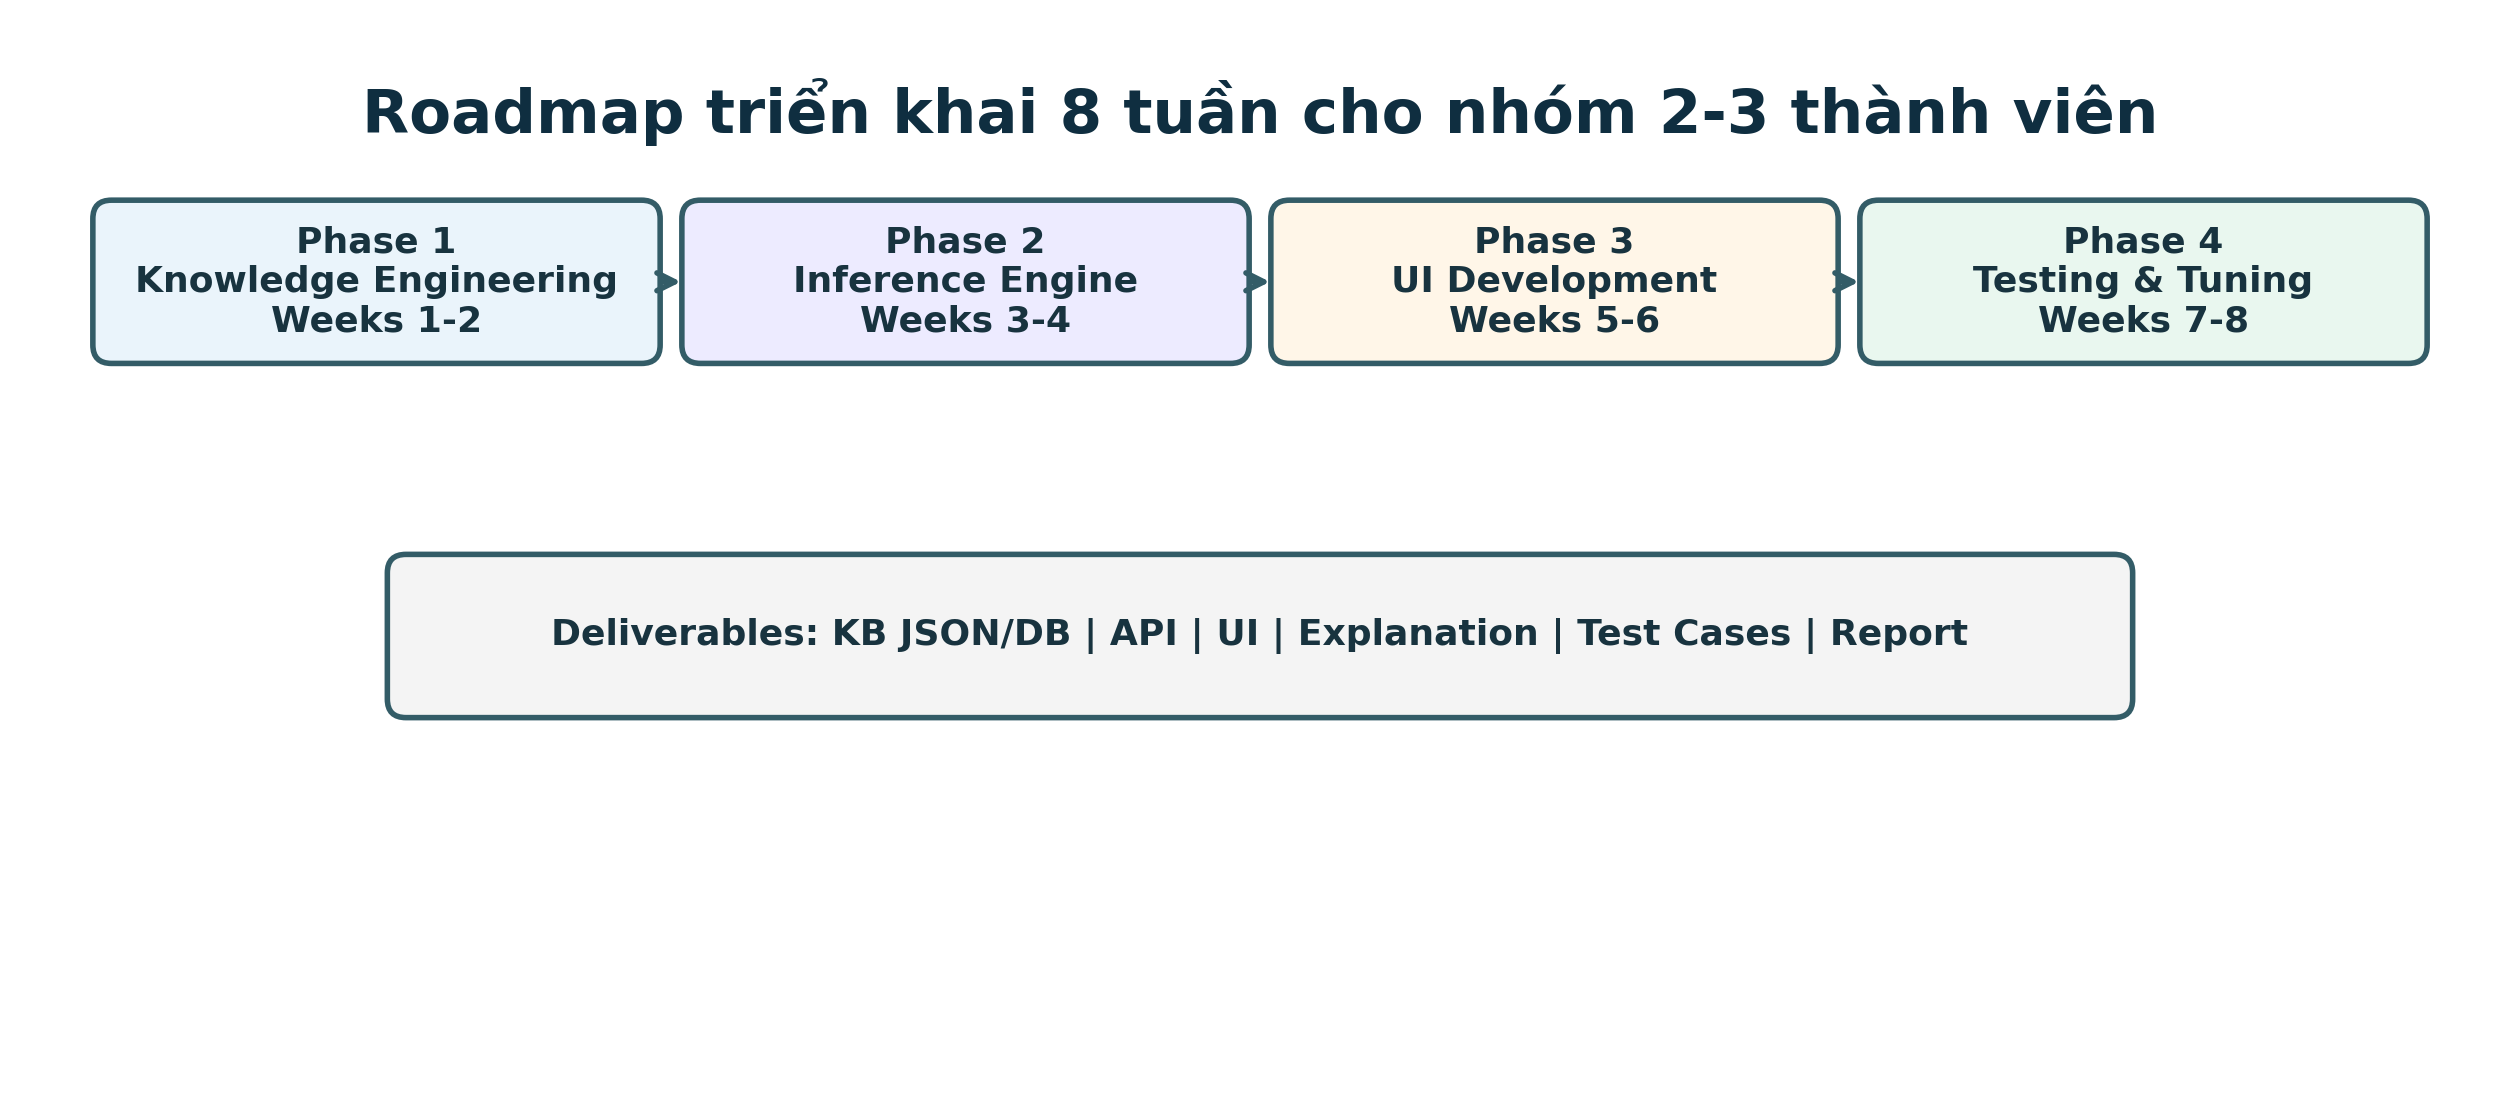 Roadmap triển khai 8 tuần cho nhóm 2-3 thành viên
Phase 1
Knowledge Engineering
Weeks 1-2
Phase 2
Inference Engine
Weeks 3-4
Phase 3
UI Development
Weeks 5-6
Phase 4
Testing & Tuning
Weeks 7-8
Deliverables: KB JSON/DB | API | UI | Explanation | Test Cases | Report